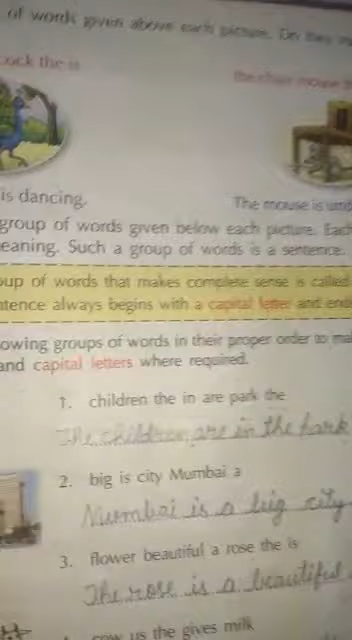 of words given above each picture. Do they
cock the is
the chair mouse
is dancing.
The mouse is und
group of words given below each picture. Each
eaning. Such a group of words is a sentence.
oup of words that makes complete sense is called
ntence always begins with a capital letter and ends
owing groups of words in their proper order to mak
and capital letters where required.
1. children the in are park the
The children are in the park
2. big is city Mumbai a
Mumbai is a big city
3. flower beautiful a rose the is
The rose is a beautiful
cow us the gives milk